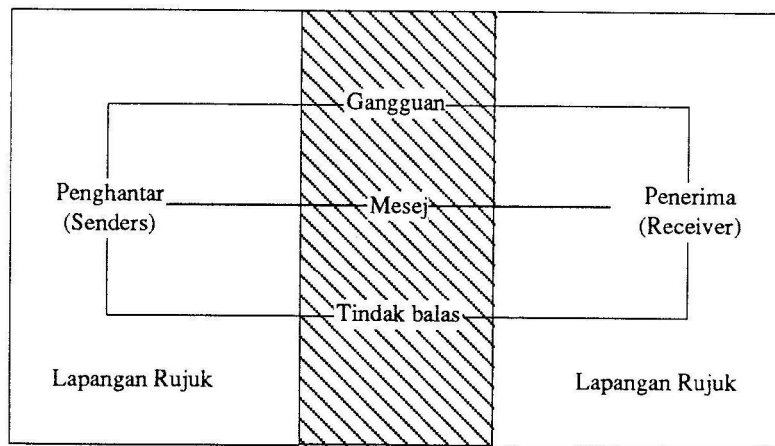 Gangguan
Penghantar
(Senders)
Mesej
Penerima
(Receiver)
Tindak balas
Lapangan Rujuk
Lapangan Rujuk